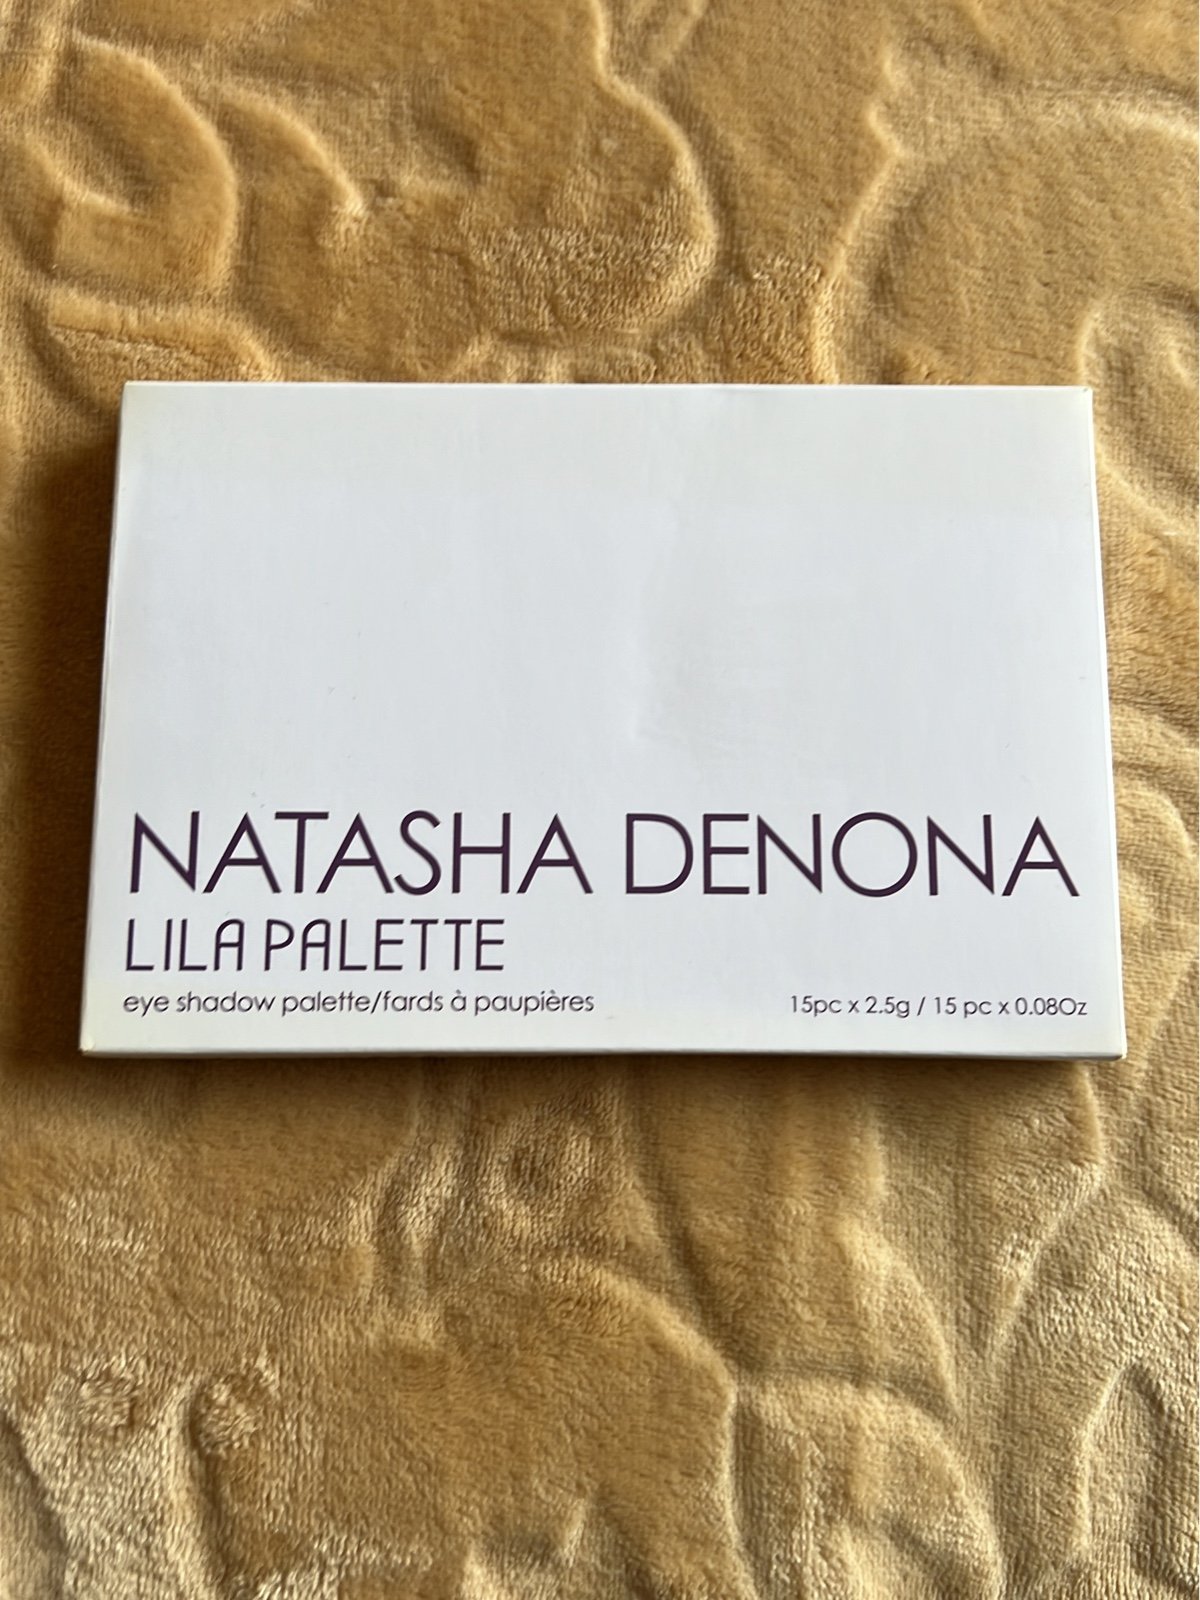 NATASHA DENONA
LILA PALETTE
eye shadow palette/fards à paupières
15pc x 2.5g / 15 pc x 0.08Oz